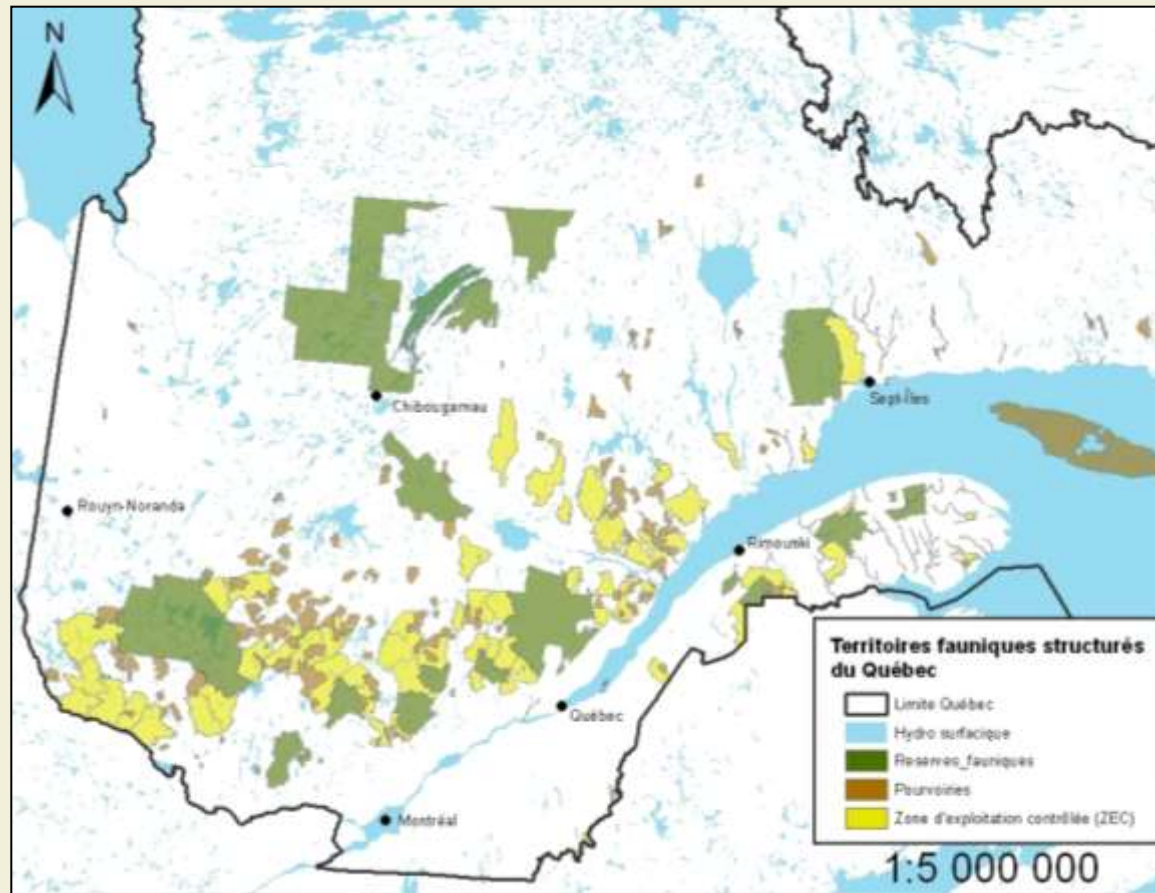 N
Chibougamau
Sept-Îles
Rouyn-Noranda
Rimouski
Québec
Montréal
Territoires fauniques structurés
du Québec
Limite Québec
Hydro surfacique
Reserres_fauniques
Pourvoiries
Zone d'exploitation contrôlée (ZEC)
1:5 000 000